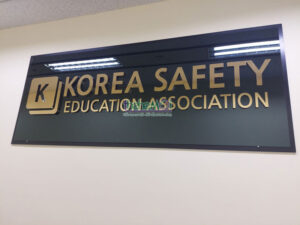 K
KOREA SAFETY
EDUCATION ASSOCIATION